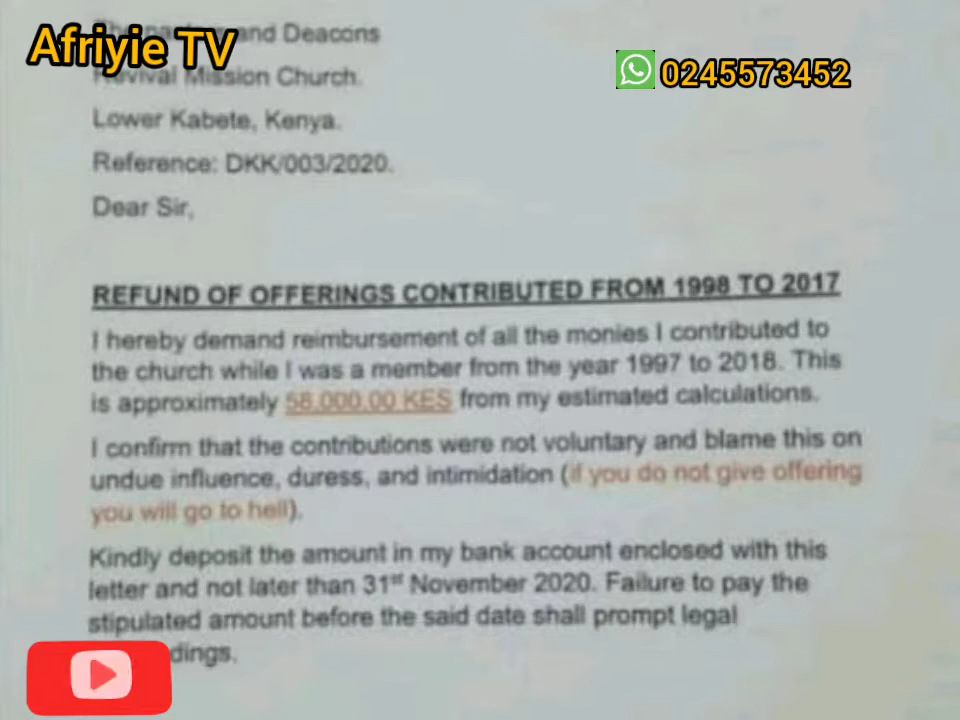 Afriyie TV
0245573452
and Deacons
Revival Mission Church.
Lower Kabete, Kenya.
Reference: DKK/003/2020.
Dear Sir,
REFUND OF OFFERINGS CONTRIBUTED FROM 1998 TO 2017
I hereby demand reimbursement of all the monies I contributed to
the church while I was a member from the year 1997 to 2018. This
is approximately 58,000.00 KES from my estimated calculations.
I confirm that the contributions were not voluntary and blame this on
undue influence, duress, and intimidation (if you do not give offering
you will go to hell).
Kindly deposit the amount in my bank account enclosed with this
letter and not later than 31st November 2020. Failure to pay the
stipulated amount before the said date shall prompt legal
dings.